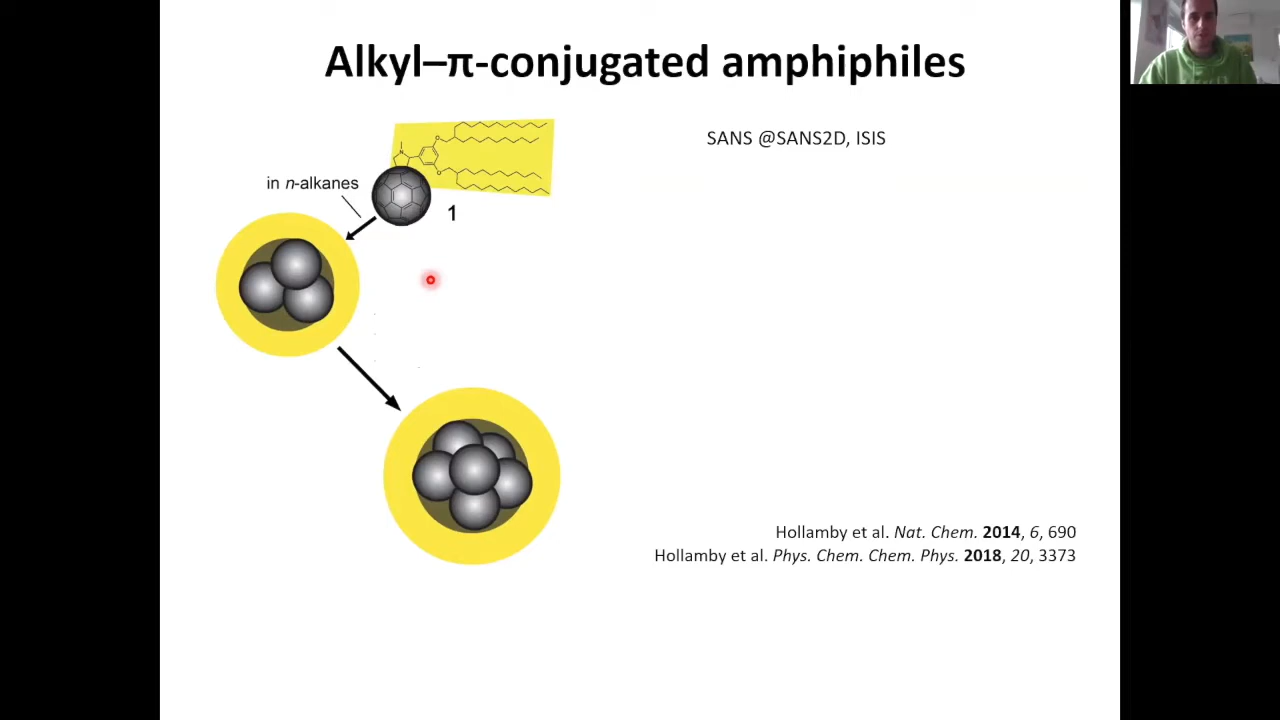 Alkyl–π-conjugated amphiphiles
SANS @SANS2D, ISIS
N
O
O
in n-alkanes
1
Hollamby et al. Nat. Chem. 2014, 6, 690
Hollamby et al. Phys. Chem. Chem. Phys. 2018, 20, 3373